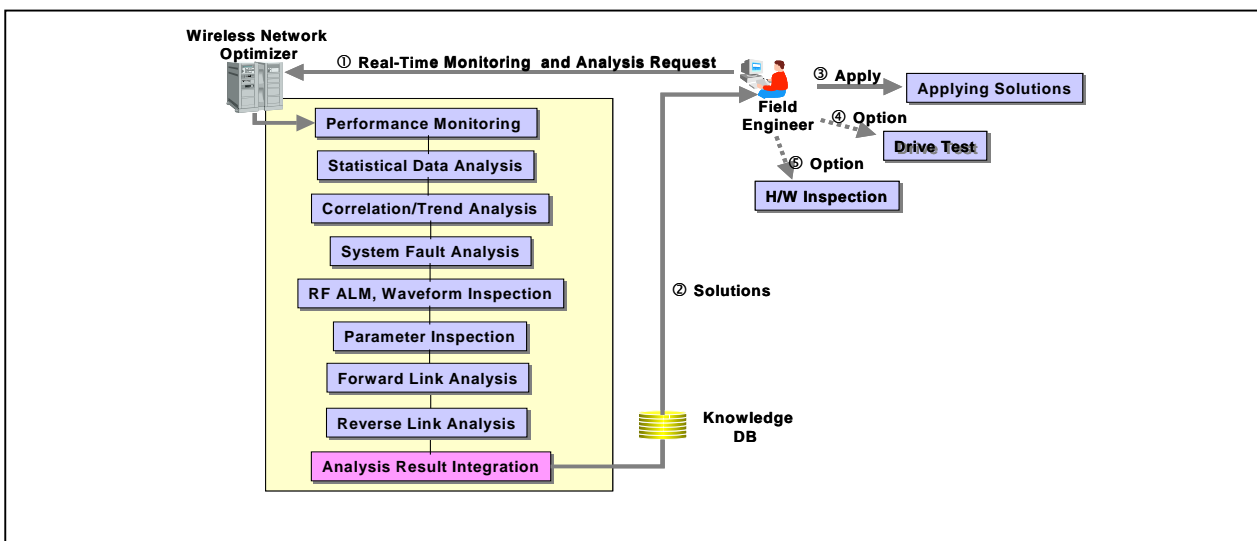 Wireless Network
Optimizer
① Real-Time Monitoring and Analysis Request
③ Apply
Applying Solutions
Field
Engineer
④ Option
Drive Test
⑤ Option
H/W Inspection
Performance Monitoring
Statistical Data Analysis
Correlation/Trend Analysis
System Fault Analysis
RF ALM, Waveform Inspection
② Solutions
Parameter Inspection
Forward Link Analysis
Reverse Link Analysis
Knowledge
DB
Analysis Result Integration